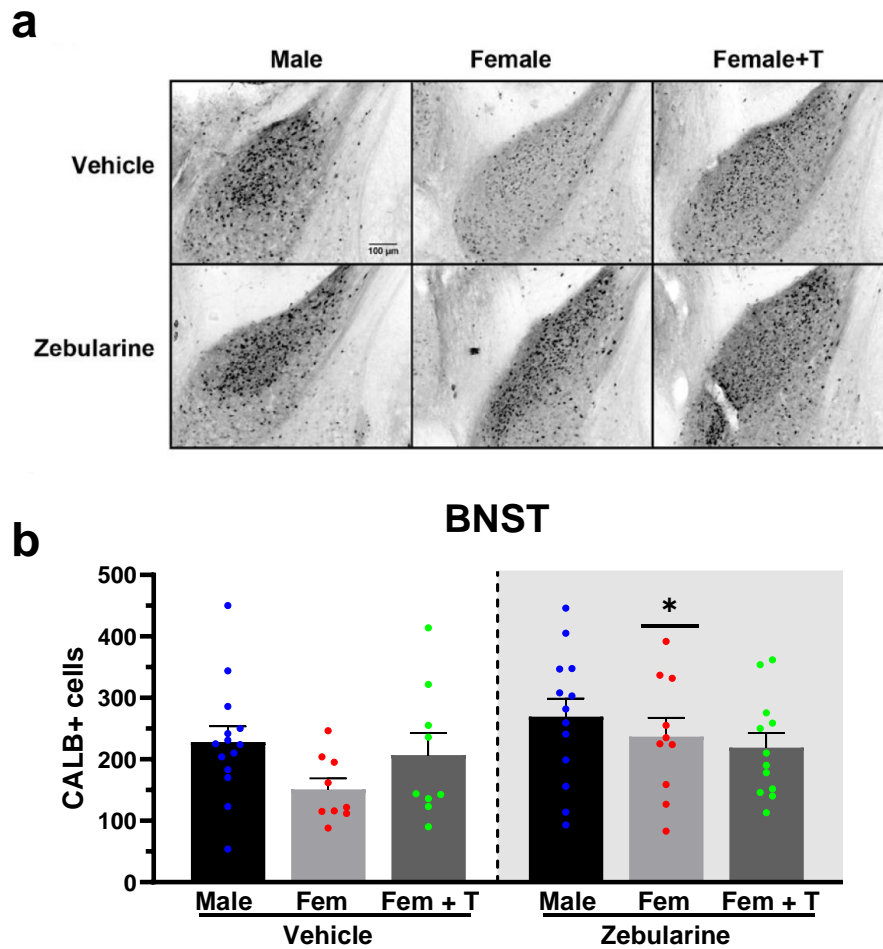 a
Male Female Female+T
Vehicle
100 µm
Zebularine
b
BNST
CALB+ cells
500
400
300
200
100
0
*
Male Fem Fem + T Male Fem Fem + T
Vehicle Zebularine